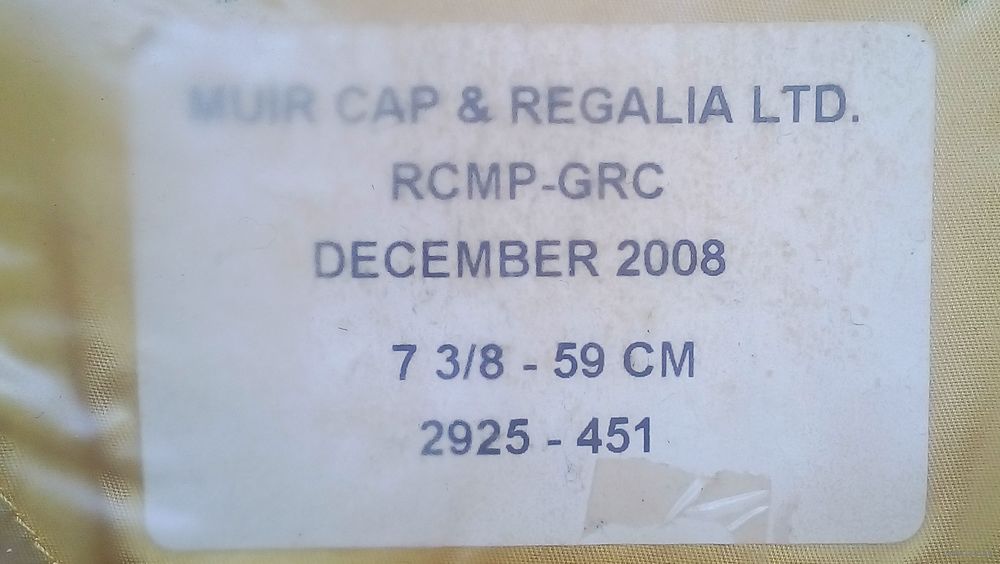 MUIR CAP & REGALIA LTD.
RCMP-GRC
DECEMBER 2008
7 3/8 - 59 CM
2925 - 451